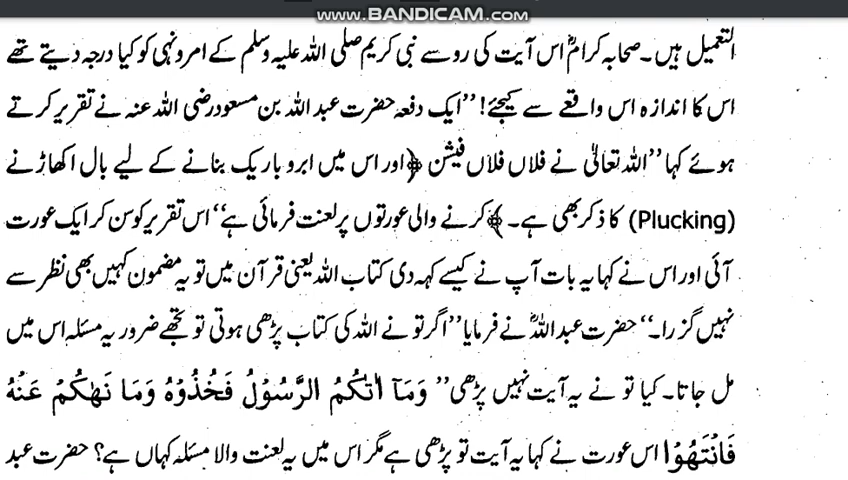 www.BANDICAM.com
التعمیل ہیں۔ صحابہ کرامؓ اس آیت کی رو سے نبی کریم صلی اللہ علیہ وسلم کے امر و نہی کو کیا درجہ دیتے تھے
اس کا اندازہ اس واقعے سے کیجئے! ”ایک دفعہ حضرت عبد اللہ بن مسعود رضی اللہ عنہ نے تقریر کرتے
ہوئے کہا ”اللہ تعالیٰ نے فلاں فلاں فیشن ﴿اور اس میں ابرو باریک بنانے کے لیے بال اکھاڑنے
(Plucking) کا ذکر بھی ہے۔﴾ کرنے والی عورتوں پر لعنت فرمائی ہے“ اس تقریر کو سن کر ایک عورت
آئی اور اس نے کہا یہ بات آپ نے کیسے کہہ دی کتاب اللہ یعنی قرآن میں تو یہ مضمون کہیں بھی نظر سے
نہیں گزرا۔“ حضرت عبد اللہؓ نے فرمایا ”اگر تو نے اللہ کی کتاب پڑھی ہوتی تو تجھے ضرور یہ مسئلہ اس میں
مل جاتا۔ کیا تو نے یہ آیت نہیں پڑھی“ وَمَآ اٰتٰكُمُ الرَّسُوْلُ فَخُذُوْهُ وَمَا نَهٰكُمْ عَنْهُ
فَانْتَهُوْا اس عورت نے کہا یہ آیت تو پڑھی ہے مگر اس میں یہ لعنت والا مسئلہ کہاں ہے؟ حضرت عبد